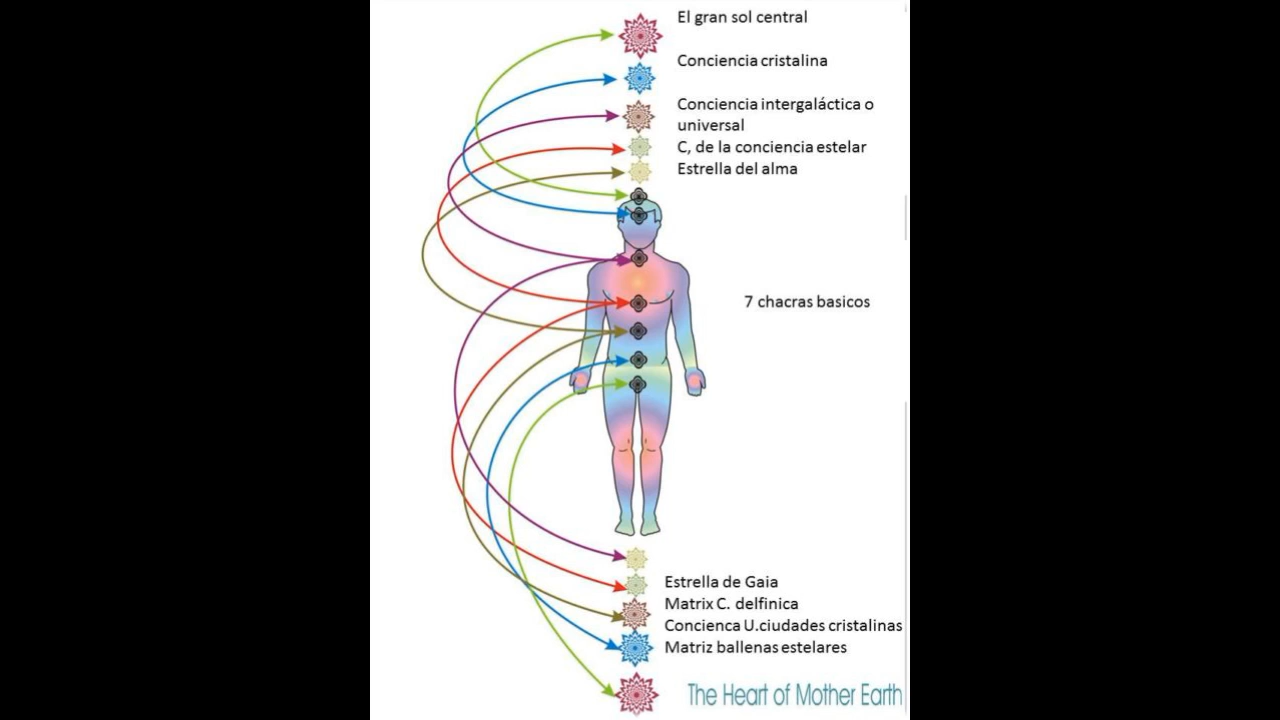 El gran sol central
Conciencia cristalina
Conciencia intergaláctica o
universal
C, de la conciencia estelar
Estrella del alma
7 chacras basicos
Estrella de Gaia
Matrix C. delfinica
Concienca U.ciudades cristalinas
Matriz ballenas estelares
The Heart of Mother Earth